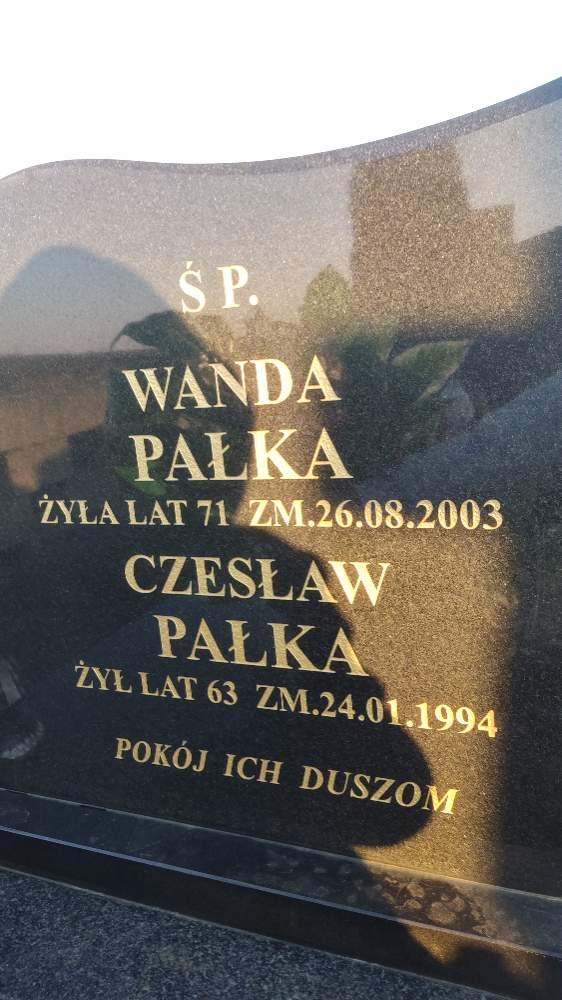 Ś P.
WANDA
PAŁKA
ŻYŁA LAT 71 ZM.26.08.2003
CZESŁAW
PAŁKA
ŻYŁ LAT 63 ZM.24.01.1994
POKÓJ ICH DUSZOM